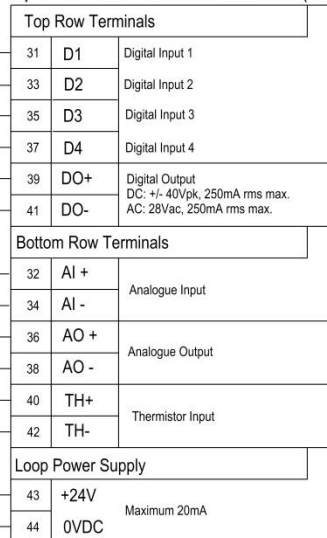 Top Row Terminals
31 D1 Digital Input 1
33 D2 Digital Input 2
35 D3 Digital Input 3
37 D4 Digital Input 4
39 DO+ Digital Output
DC: +/- 40Vpk, 250mA rms max.
41 DO- AC: 28Vac, 250mA rms max.
Bottom Row Terminals
32 AI +
Analogue Input
34 AI -
36 AO +
Analogue Output
38 AO -
40 TH+
Thermistor Input
42 TH-
Loop Power Supply
43 +24V
Maximum 20mA
44 0VDC